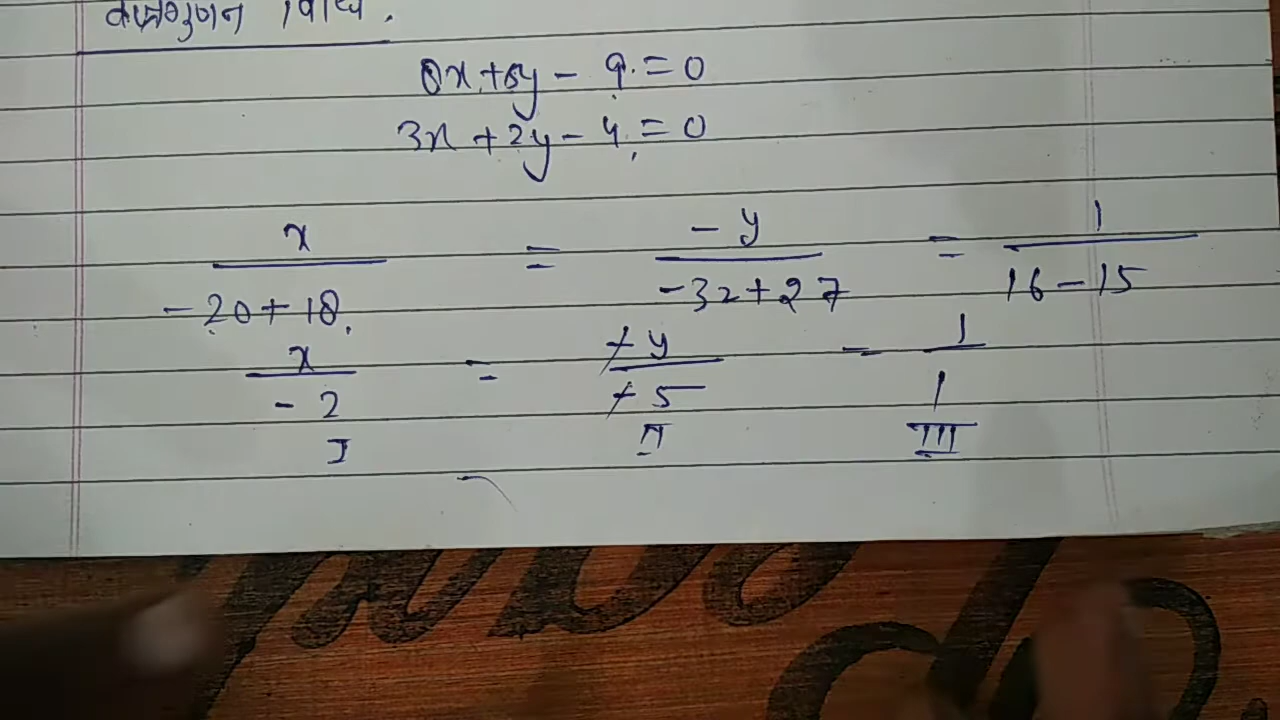 वज्रगुणन विधि.
8x + 5y - 9 = 0
3x + 2y - 4 = 0
x = -y = 1
-20+18 -32+27 16-15
x = -y = 1
-2 -5 1
I II III